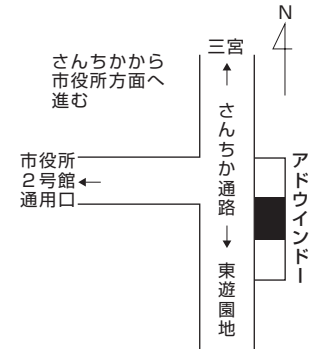 N
三宮
さんちかから
市役所方面へ
進む
さんちか通路
市役所
2号館
通用口
アドウインドー
東遊園地